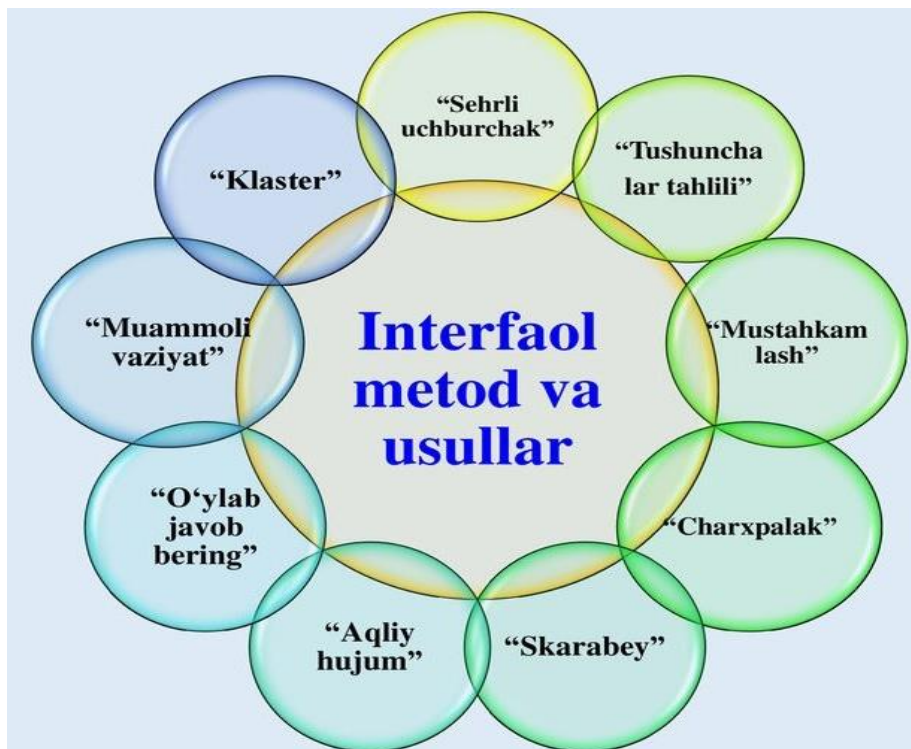 “Sehrli
uchburchak”
“Tushuncha
lar tahlili”
“Mustahkam
lash”
“Charxpalak”
“Skarabey”
“Aqliy
hujum”
“O‘ylab
javob
bering”
“Muammoli
vaziyat”
“Klaster”
Interfaol
metod va
usullar